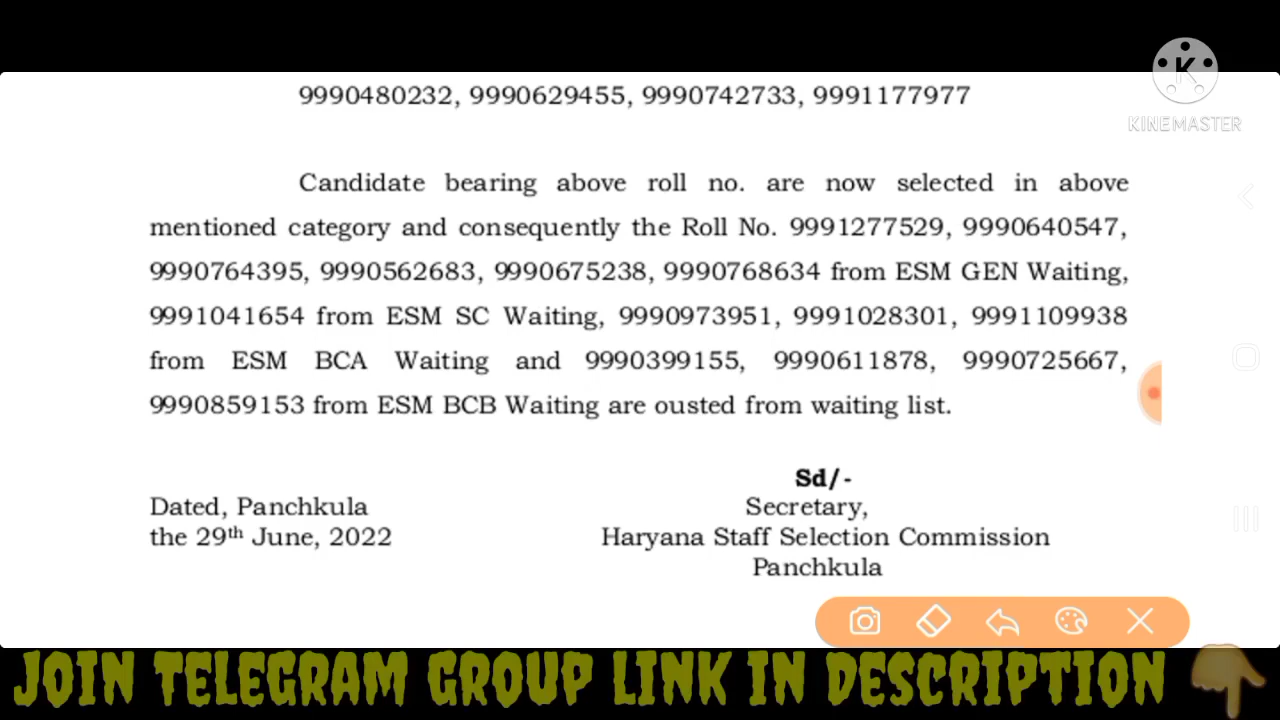 9990480232, 9990629455, 9990742733, 9991177977
KINEMASTER
Candidate bearing above roll no. are now selected in above
mentioned category and consequently the Roll No. 9991277529, 9990640547,
9990764395, 9990562683, 9990675238, 9990768634 from ESM GEN Waiting,
9991041654 from ESM SC Waiting, 9990973951, 9991028301, 9991109938
from ESM BCA Waiting and 9990399155, 9990611878, 9990725667,
9990859153 from ESM BCB Waiting are ousted from waiting list.
Sd/-
Dated, Panchkula
the 29th June, 2022
Secretary,
Haryana Staff Selection Commission
Panchkula
JOIN TELEGRAM GROUP LINK IN DESCRIPTION